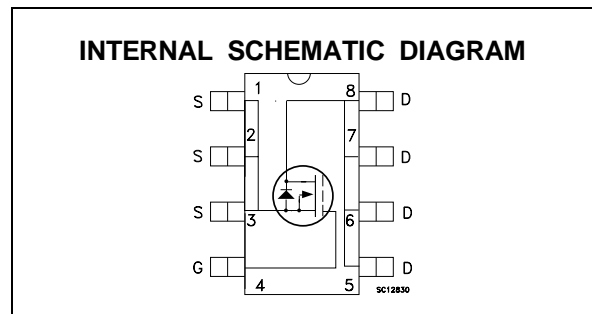 INTERNAL SCHEMATIC DIAGRAM
S 1 8 D
S 2 7 D
S 3 6 D
G 4 5 D
SC12830